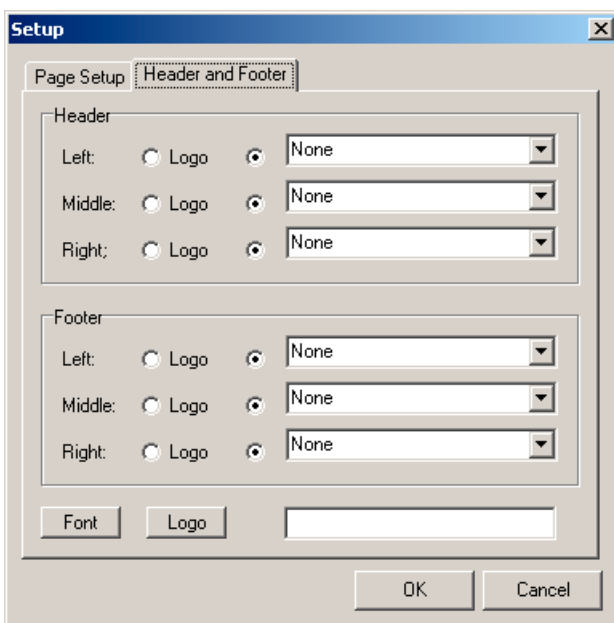 Setup
Page Setup Header and Footer
Header
Left: Logo None
Middle: Logo None
Right; Logo None
Footer
Left: Logo None
Middle: Logo None
Right: Logo None
Font Logo
OK Cancel